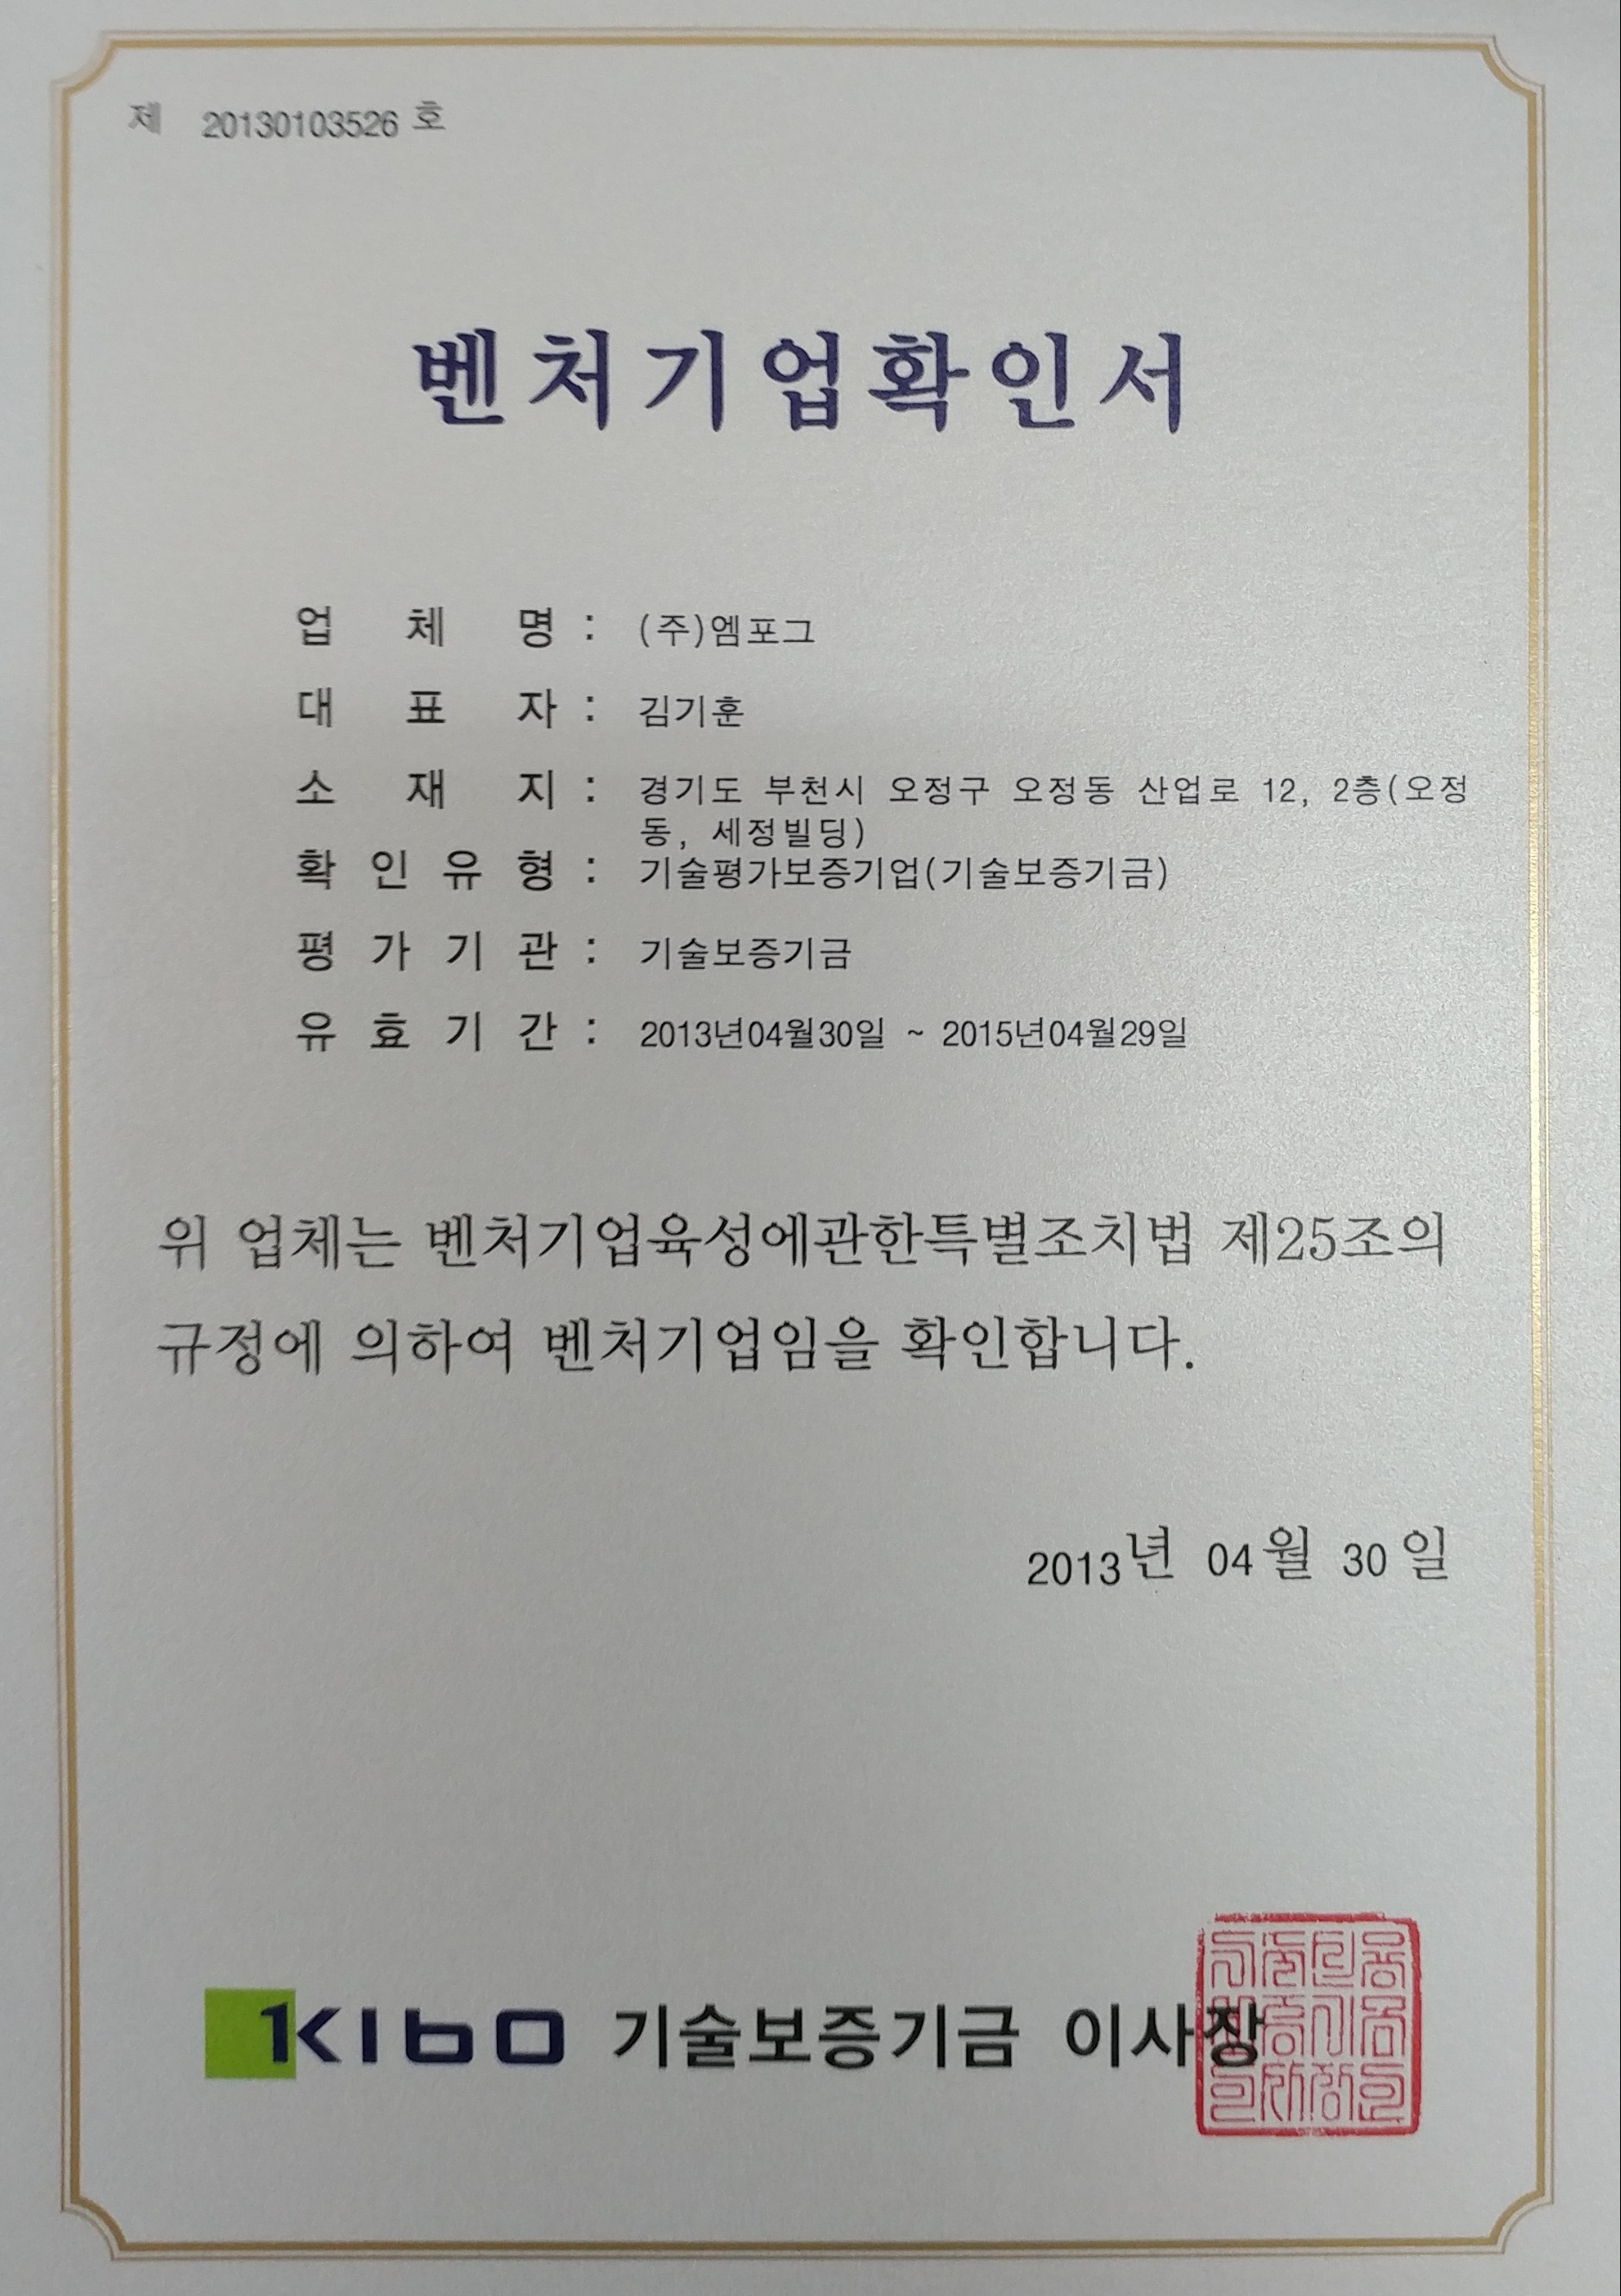 제 20130103526 호
벤처기업확인서
업 체 명 : (주)엠포그
대 표 자 : 김기훈
소 재 지 : 경기도 부천시 오정구 오정동 산업로 12, 2층(오정
동, 세정빌딩)
확 인 유 형 : 기술평가보증기업(기술보증기금)
평 가 기 관 : 기술보증기금
유 효 기 간 : 2013년04월30일 ~ 2015년04월29일
위 업체는 벤처기업육성에관한특별조치법 제25조의
규정에 의하여 벤처기업임을 확인합니다.
2013년 04월 30일
KIBO 기술보증기금 이사장